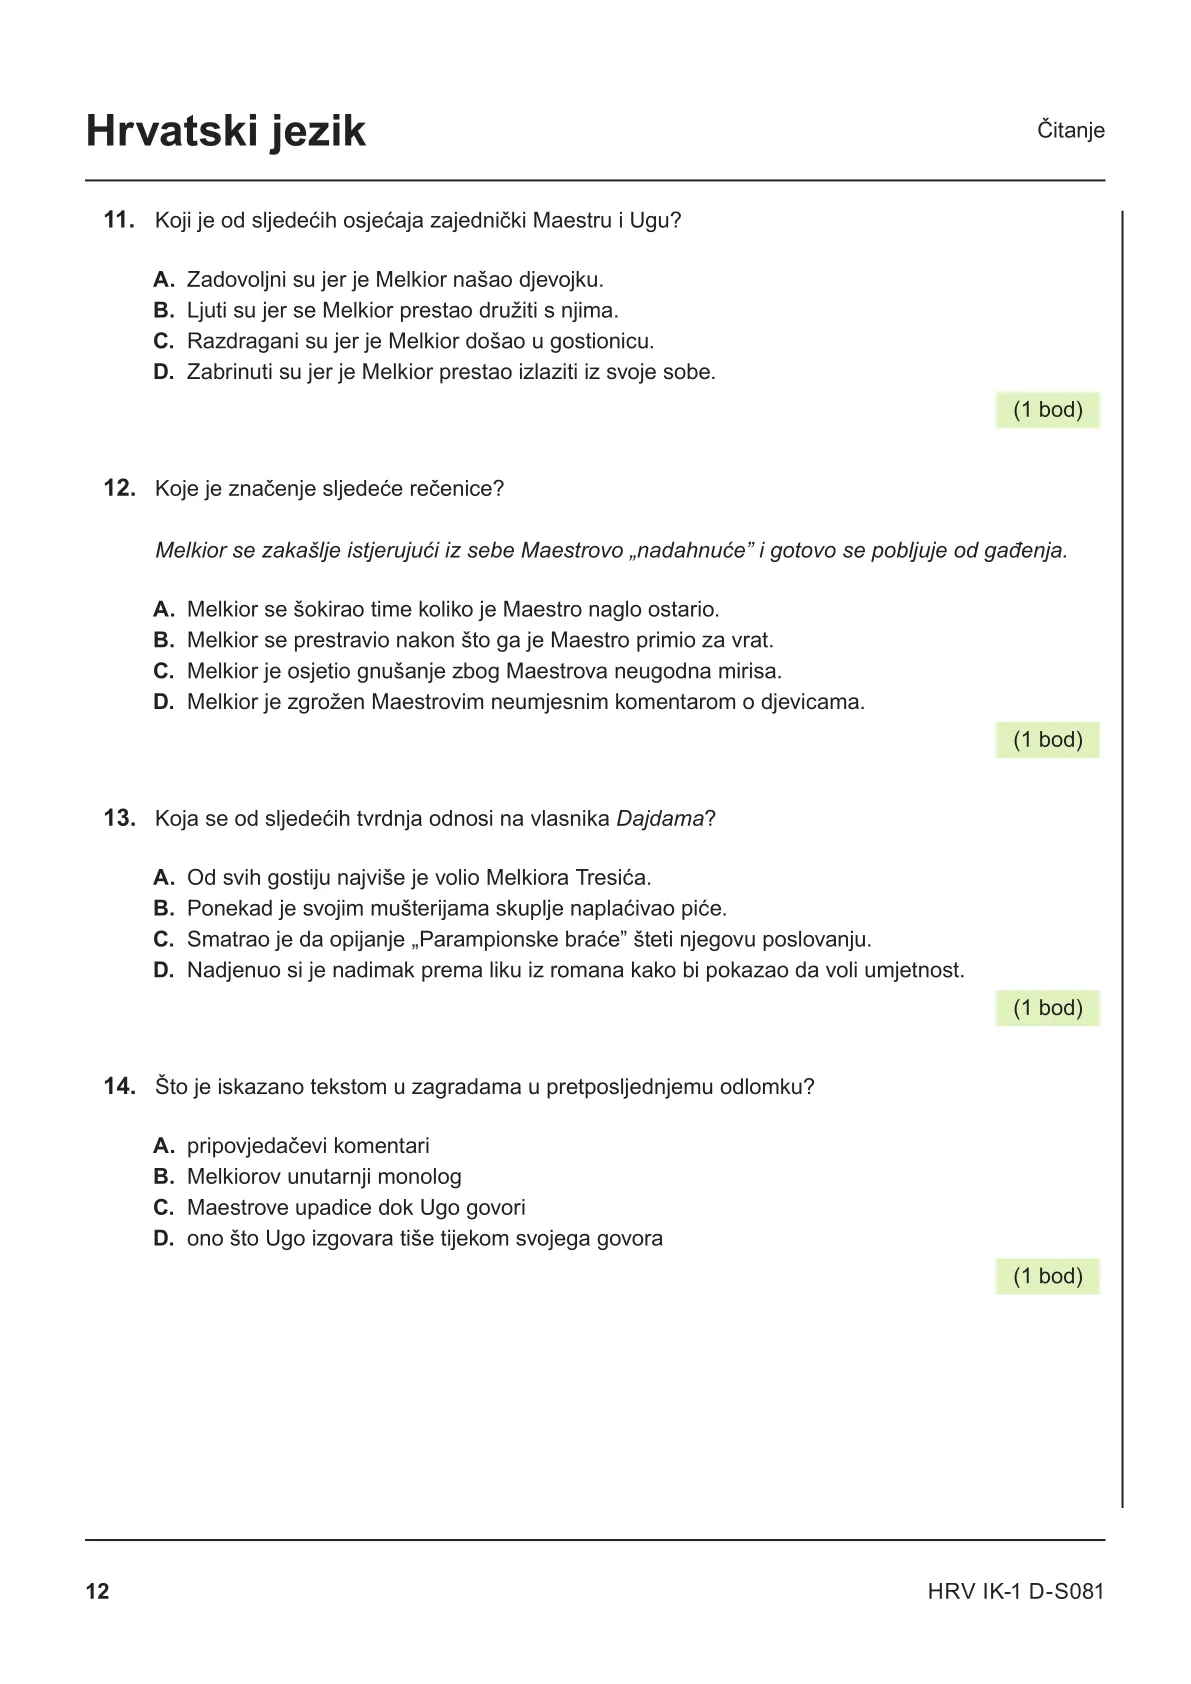 Hrvatski jezik
Čitanje
11. Koji je od sljedećih osjećaja zajednički Maestru i Ugu?
A. Zadovoljni su jer je Melkior našao djevojku.
B. Ljuti su jer se Melkior prestao družiti s njima.
C. Razdragani su jer je Melkior došao u gostionicu.
D. Zabrinuti su jer je Melkior prestao izlaziti iz svoje sobe.
(1 bod)
12. Koje je značenje sljedeće rečenice?
Melkior se zakašlje istjerujući iz sebe Maestrovo „nadahnuće” i gotovo se pobljuje od gađenja.
A. Melkior se šokirao time koliko je Maestro naglo ostario.
B. Melkior se prestravio nakon što ga je Maestro primio za vrat.
C. Melkior je osjetio gnušanje zbog Maestrova neugodna mirisa.
D. Melkior je zgrožen Maestrovim neumjesnim komentarom o djevicama.
(1 bod)
13. Koja se od sljedećih tvrdnja odnosi na vlasnika Dajdama?
A. Od svih gostiju najviše je volio Melkiora Tresića.
B. Ponekad je svojim mušterijama skuplje naplaćivao piće.
C. Smatrao je da opijanje „Parampionske braće” šteti njegovu poslovanju.
D. Nadjenuo si je nadimak prema liku iz romana kako bi pokazao da voli umjetnost.
(1 bod)
14. Što je iskazano tekstom u zagradama u pretposljednjemu odlomku?
A. pripovjedačevi komentari
B. Melkiorov unutarnji monolog
C. Maestrove upadice dok Ugo govori
D. ono što Ugo izgovara tiše tijekom svojega govora
(1 bod)
12
HRV IK-1 D-S081